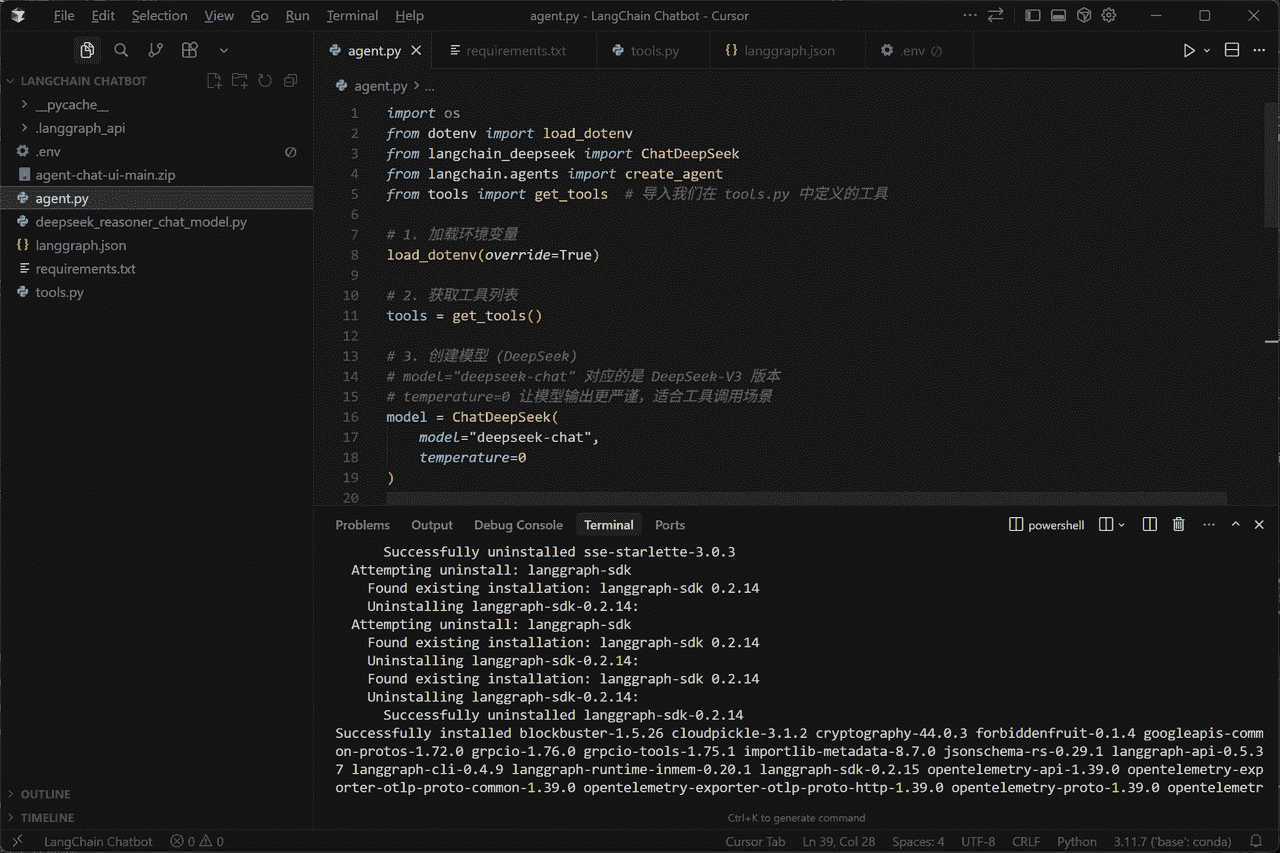 File Edit Selection View Go Run Terminal Help agent.py - LangChain Chatbot - Cursor
LANGCHAIN CHATBOT
__pycache__
.langgraph_api
.env
agent-chat-ui-main.zip
agent.py
deepseek_reasoner_chat_model.py
langgraph.json
requirements.txt
tools.py
OUTLINE
TIMELINE
agent.py requirements.txt tools.py langgraph.json .env
agent.py > ...
1 import os
2 from dotenv import load_dotenv
3 from langchain_deepseek import ChatDeepSeek
4 from langchain.agents import create_agent
5 from tools import get_tools # 导入我们在 tools.py 中定义的工具
6
7 # 1. 加载环境变量
8 load_dotenv(override=True)
9
10 # 2. 获取工具列表
11 tools = get_tools()
12
13 # 3. 创建模型 (DeepSeek)
14 # model="deepseek-chat" 对应的是 DeepSeek-V3 版本
15 # temperature=0 让模型输出更严谨，适合工具调用场景
16 model = ChatDeepSeek(
17 model="deepseek-chat",
18 temperature=0
19 )
20
Problems Output Debug Console Terminal Ports powershell
Successfully uninstalled sse-starlette-3.0.3
Attempting uninstall: langgraph-sdk
Found existing installation: langgraph-sdk 0.2.14
Uninstalling langgraph-sdk-0.2.14:
Attempting uninstall: langgraph-sdk
Found existing installation: langgraph-sdk 0.2.14
Uninstalling langgraph-sdk-0.2.14:
Found existing installation: langgraph-sdk 0.2.14
Uninstalling langgraph-sdk-0.2.14:
Successfully uninstalled langgraph-sdk-0.2.14
Successfully installed blockbuster-1.5.26 cloudpickle-3.1.2 cryptography-44.0.3 forbiddenfruit-0.1.4 googleapis-comm
on-protos-1.72.0 grpcio-1.76.0 grpcio-tools-1.75.1 importlib-metadata-8.7.0 jsonschema-rs-0.29.1 langgraph-api-0.5.3
7 langgraph-cli-0.4.9 langgraph-runtime-inmem-0.20.1 langgraph-sdk-0.2.15 opentelemetry-api-1.39.0 opentelemetry-exp
orter-otlp-proto-common-1.39.0 opentelemetry-exporter-otlp-proto-http-1.39.0 opentelemetry-proto-1.39.0 opentelemetr
Ctrl+K to generate command
LangChain Chatbot 0 0 Cursor Tab Ln 39, Col 28 Spaces: 4 UTF-8 CRLF Python 3.11.7 ('base': conda)